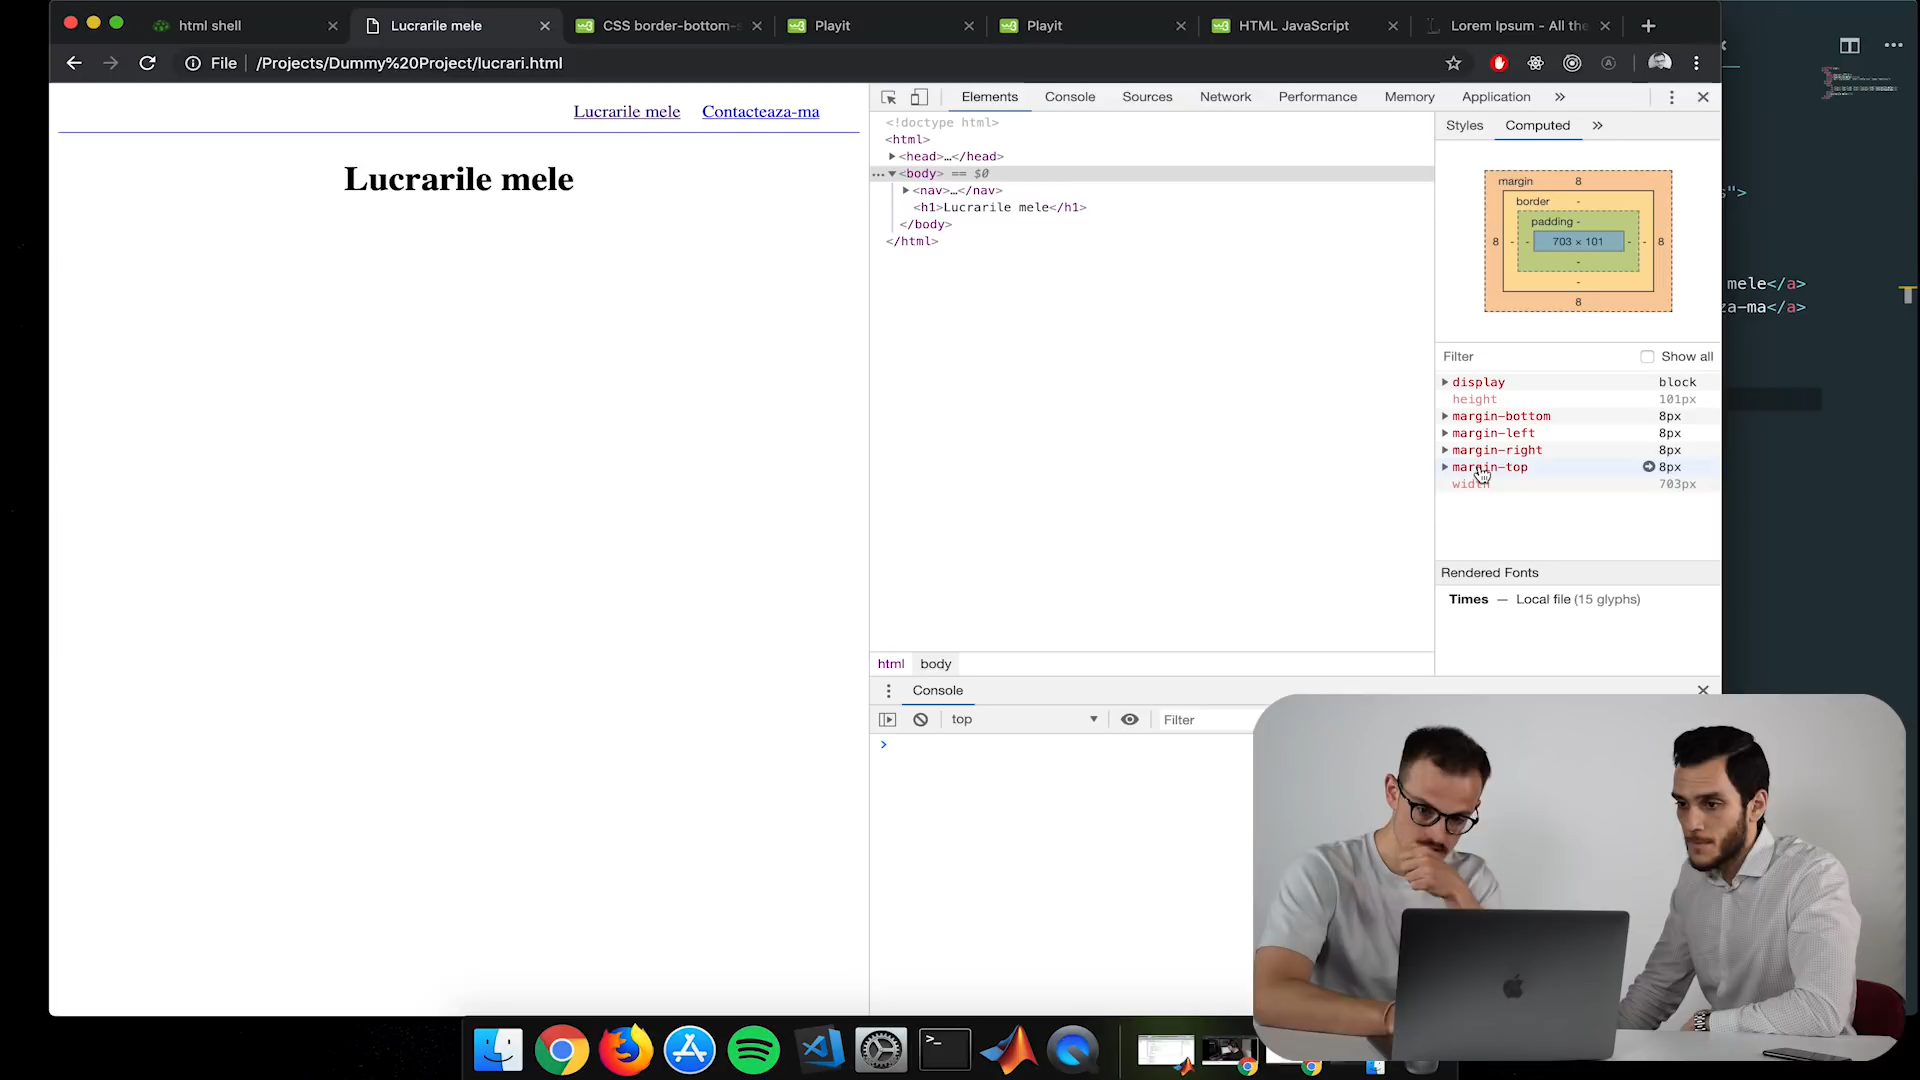 html shell
Lucrarile mele
CSS border-bottom-
Playit
Playit
HTML JavaScript
Lorem Ipsum - All the
File
/Projects/Dummy%20Project/lucrari.html
Lucrarile mele Contacteaza-ma
Lucrarile mele
Elements Console Sources Network Performance Memory Application »
<!doctype html>
<html>
<head>…</head>
<body> == $0
<nav>…</nav>
<h1>Lucrarile mele</h1>
</body>
</html>
html body
Styles Computed »
margin 8
border -
padding -
8 - - 703 × 101 - - 8
-
-
8
Filter Show all
display block
height 101px
margin-bottom 8px
margin-left 8px
margin-right 8px
margin-top 8px
width 703px
Rendered Fonts
Times — Local file (15 glyphs)
Console
top Filter
>
s">
mele</a>
za-ma</a>
>_